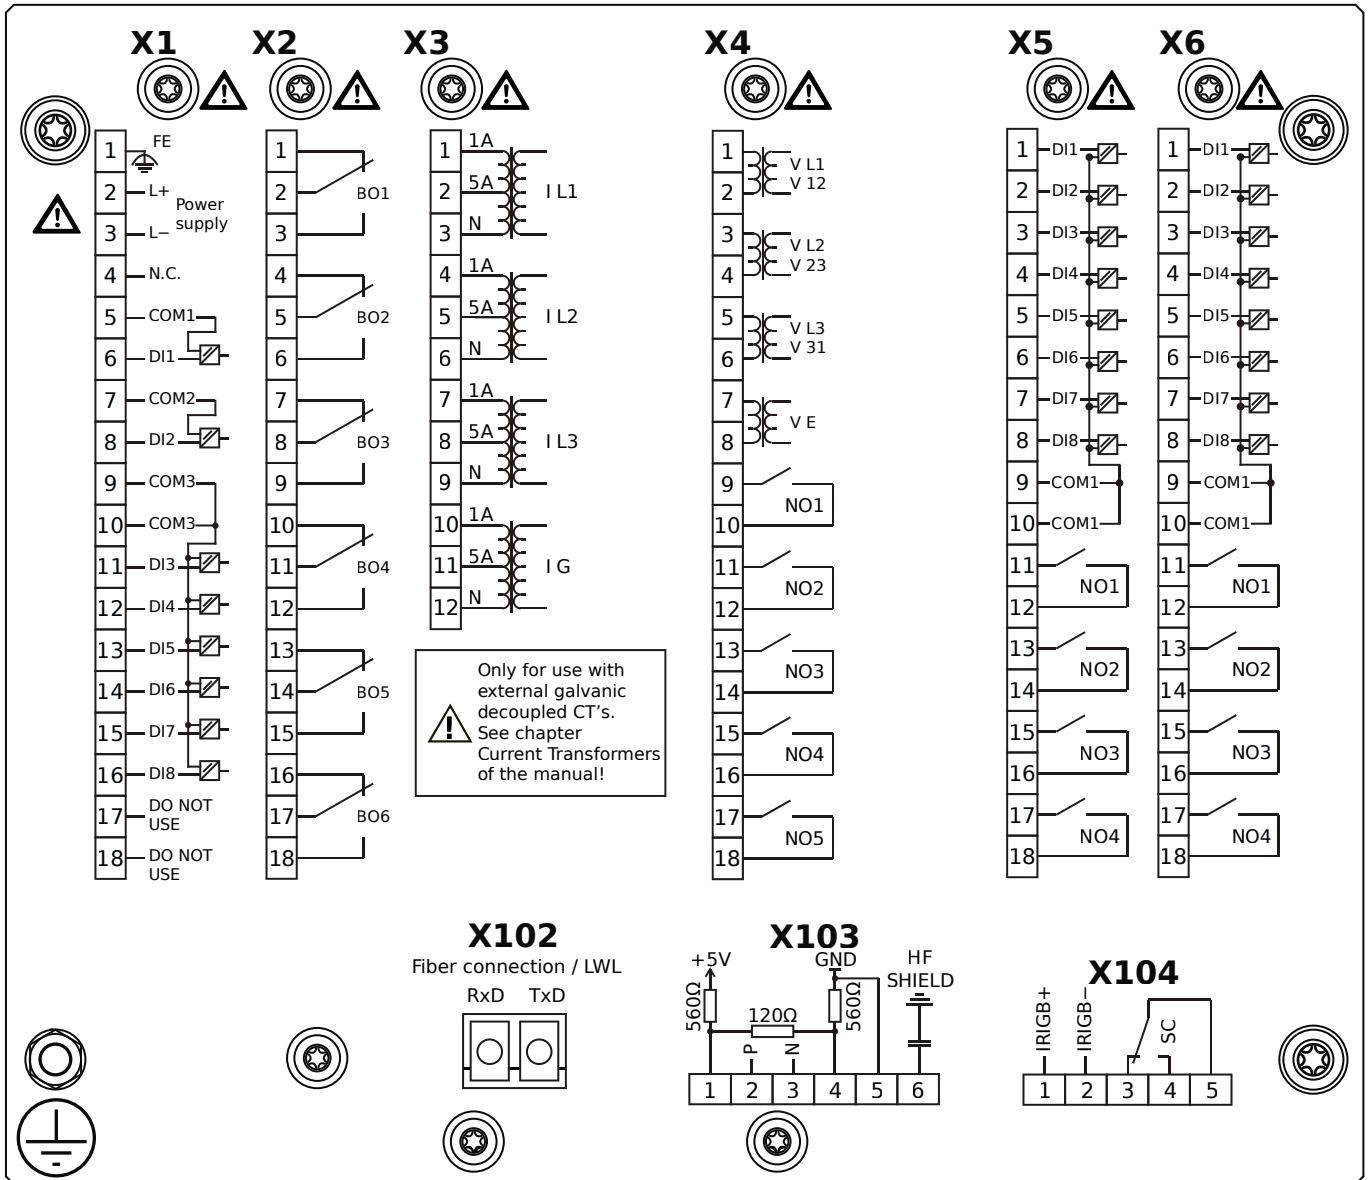 X1 X2 X3 X4 X5 X6
1 FE
2 L+
Power
supply
3 L−
4 N.C.
5 COM1
6 DI1
7 COM2
8 DI2
9 COM3
10 COM3
11 DI3
12 DI4
13 DI5
14 DI6
15 DI7
16 DI8
17 DO NOT
USE
18 DO NOT
USE
1
2 BO1
3
4
5 BO2
6
7
8 BO3
9
10
11 BO4
12
13
14 BO5
15
16
17 BO6
18
1 1A
2 5A I L1
3 N
4 1A
5 5A I L2
6 N
7 1A
8 5A I L3
9 N
10 1A
11 5A I G
12 N
Only for use with
external galvanic
decoupled CT's.
See chapter
Current Transformers
of the manual!
1 V L1
2 V 12
3 V L2
4 V 23
5 V L3
6 V 31
7
V E
8
9
NO1
10
11
NO2
12
13
NO3
14
15
NO4
16
17
NO5
18
1 DI1
2 DI2
3 DI3
4 DI4
5 DI5
6 DI6
7 DI7
8 DI8
9 COM1
10 COM1
11
NO1
12
13
NO2
14
15
NO3
16
17
NO4
18
1 DI1
2 DI2
3 DI3
4 DI4
5 DI5
6 DI6
7 DI7
8 DI8
9 COM1
10 COM1
11
NO1
12
13
NO2
14
15
NO3
16
17
NO4
18
X102
Fiber connection / LWL
RxD TxD
X103
+5V GND HF
SHIELD
560Ω 120Ω 560Ω
P N
1 2 3 4 5 6
X104
IRIGB+ IRIGB− SC
1 2 3 4 5